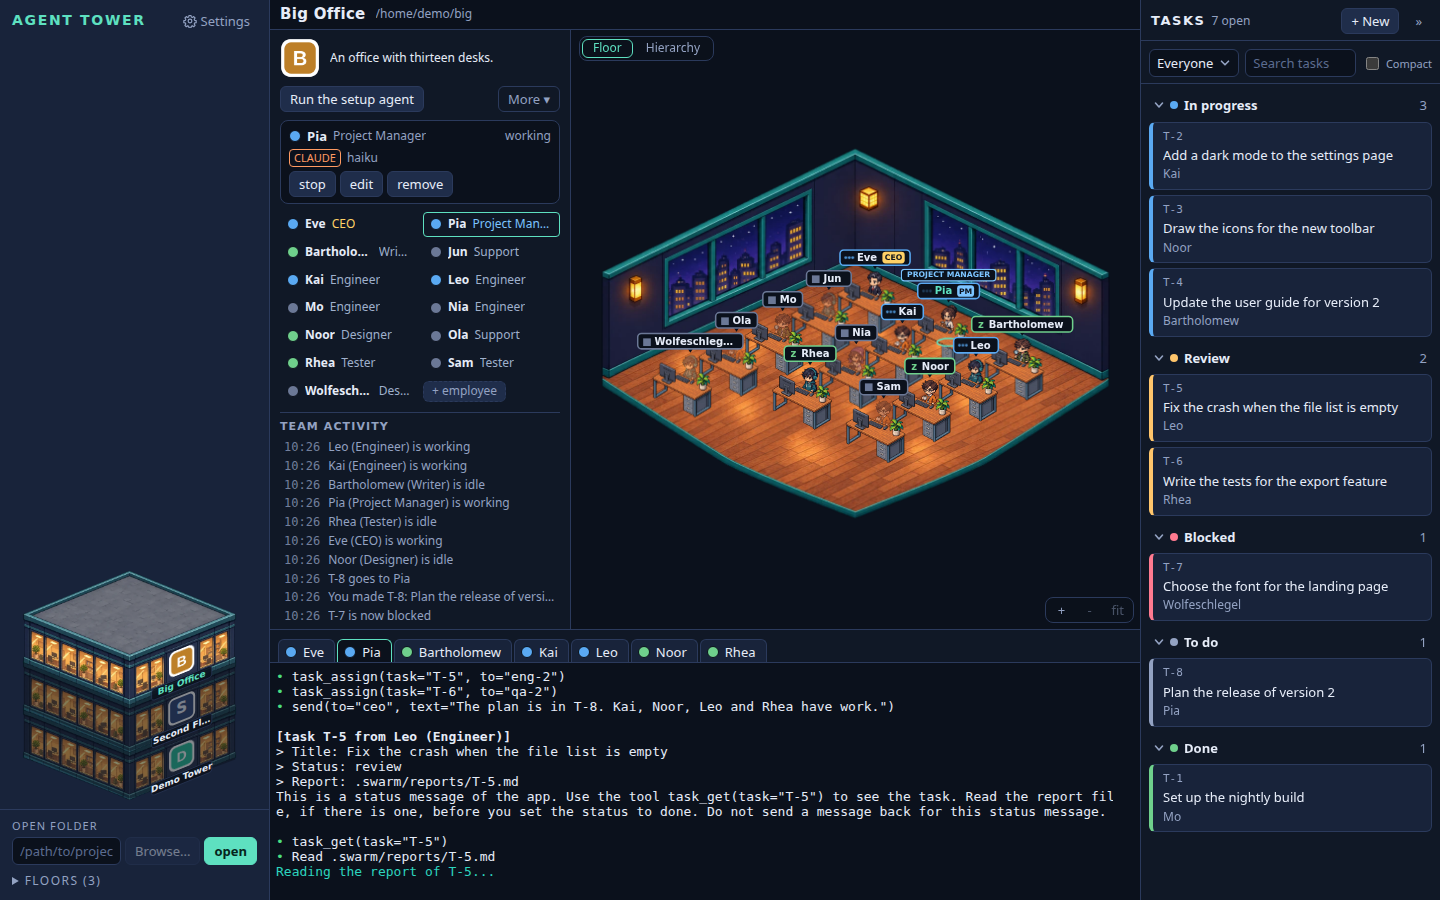 AGENT TOWER
Settings
B
Big Office
S
Second Fl...
D
Demo Tower
OPEN FOLDER
/path/to/projec
Browse...
open
▶ FLOORS (3)
Big Office /home/demo/big
B
An office with thirteen desks.
Run the setup agent
More ▾
Pia Project Manager working
CLAUDE haiku
stop edit remove
Eve CEO
Pia Project Man...
Bartholo... Wri...
Jun Support
Kai Engineer
Leo Engineer
Mo Engineer
Nia Engineer
Noor Designer
Ola Support
Rhea Tester
Sam Tester
Wolfesch... Des...
+ employee
TEAM ACTIVITY
10:26 Leo (Engineer) is working
10:26 Kai (Engineer) is working
10:26 Bartholomew (Writer) is idle
10:26 Pia (Project Manager) is working
10:26 Rhea (Tester) is idle
10:26 Eve (CEO) is working
10:26 Noor (Designer) is idle
10:26 T-8 goes to Pia
10:26 You made T-8: Plan the release of versi...
10:26 T-7 is now blocked
Floor Hierarchy
Eve CEO
PROJECT MANAGER
Jun
Pia PM
Mo
Kai
Ola
z Bartholomew
Nia
Wolfeschleg...
Leo
z Rhea
z Noor
Sam
+ - fit
Eve Pia Bartholomew Kai Leo Noor Rhea
• task_assign(task="T-5", to="eng-2")
• task_assign(task="T-6", to="qa-2")
• send(to="ceo", text="The plan is in T-8. Kai, Noor, Leo and Rhea have work.")
[task T-5 from Leo (Engineer)]
> Title: Fix the crash when the file list is empty
> Status: review
> Report: .swarm/reports/T-5.md
This is a status message of the app. Use the tool task_get(task="T-5") to see the task. Read the report fil
e, if there is one, before you set the status to done. Do not send a message back for this status message.
• task_get(task="T-5")
• Read .swarm/reports/T-5.md
Reading the report of T-5...
TASKS 7 open
+ New »
Everyone
Search tasks
Compact
In progress 3
T-2
Add a dark mode to the settings page
Kai
T-3
Draw the icons for the new toolbar
Noor
T-4
Update the user guide for version 2
Bartholomew
Review 2
T-5
Fix the crash when the file list is empty
Leo
T-6
Write the tests for the export feature
Rhea
Blocked 1
T-7
Choose the font for the landing page
Wolfeschlegel
To do 1
T-8
Plan the release of version 2
Pia
Done 1
T-1
Set up the nightly build
Mo